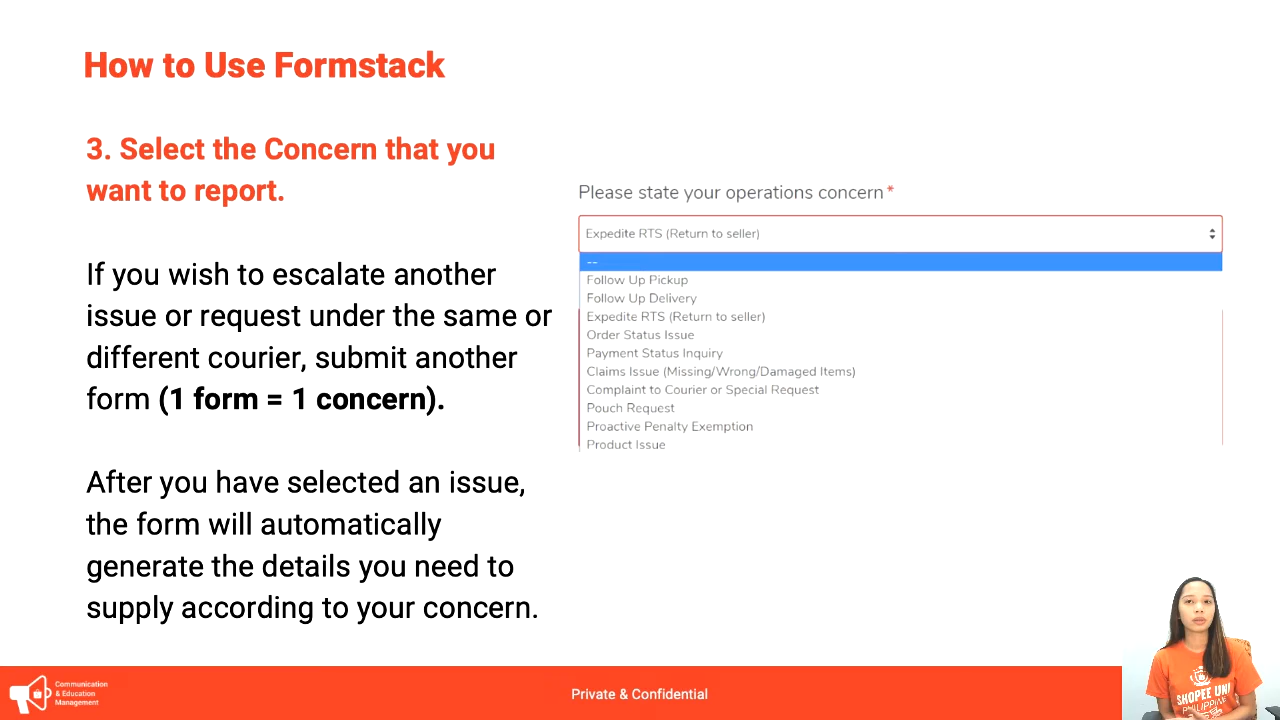 How to Use Formstack
3. Select the Concern that you
want to report.
If you wish to escalate another
issue or request under the same or
different courier, submit another
form (1 form = 1 concern).
After you have selected an issue,
the form will automatically
generate the details you need to
supply according to your concern.
Please state your operations concern *
Expedite RTS (Return to seller)
--
Follow Up Pickup
Follow Up Delivery
Expedite RTS (Return to seller)
Order Status Issue
Payment Status Inquiry
Claims Issue (Missing/Wrong/Damaged Items)
Complaint to Courier or Special Request
Pouch Request
Proactive Penalty Exemption
Product Issue
Communication
& Education
Management
Private & Confidential
SHOPEE UNI
PHILIPPINE